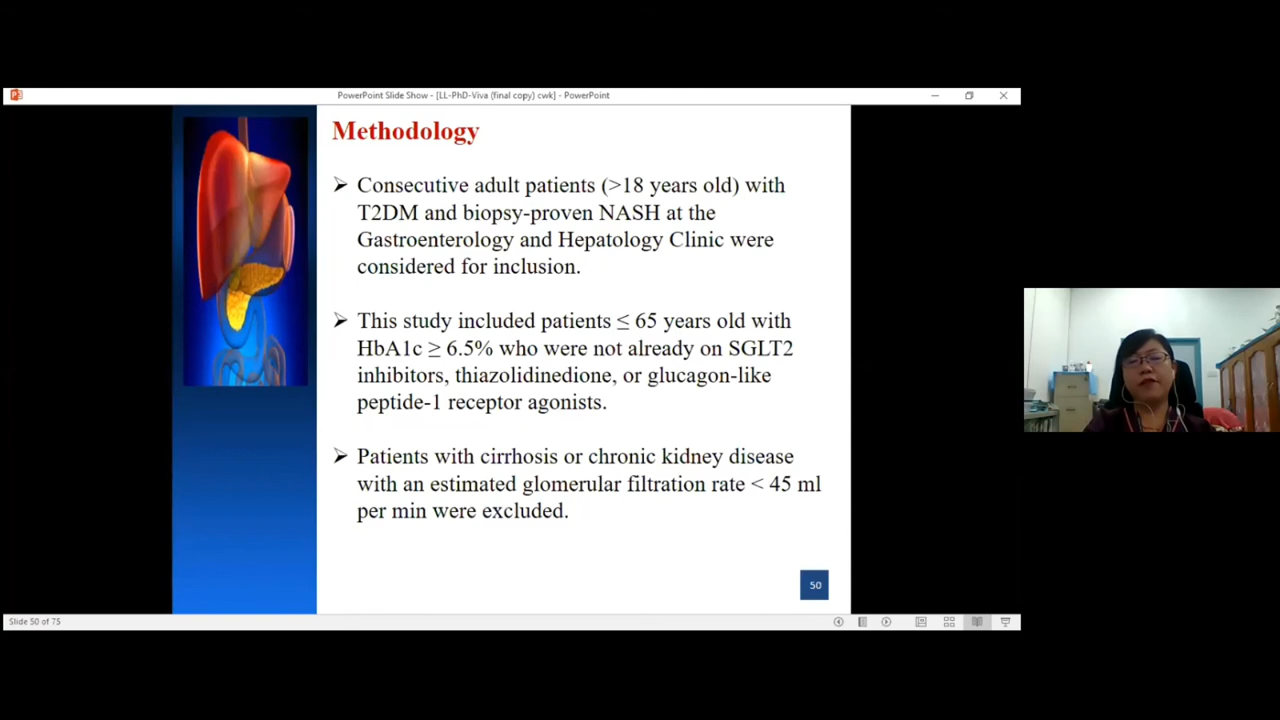 PowerPoint Slide Show - [LL-PhD-Viva (final copy) cwk] - PowerPoint
Methodology
➢ Consecutive adult patients (>18 years old) with
T2DM and biopsy-proven NASH at the
Gastroenterology and Hepatology Clinic were
considered for inclusion.
➢ This study included patients ≤ 65 years old with
HbA1c ≥ 6.5% who were not already on SGLT2
inhibitors, thiazolidinedione, or glucagon-like
peptide-1 receptor agonists.
➢ Patients with cirrhosis or chronic kidney disease
with an estimated glomerular filtration rate < 45 ml
per min were excluded.
50
Slide 50 of 75